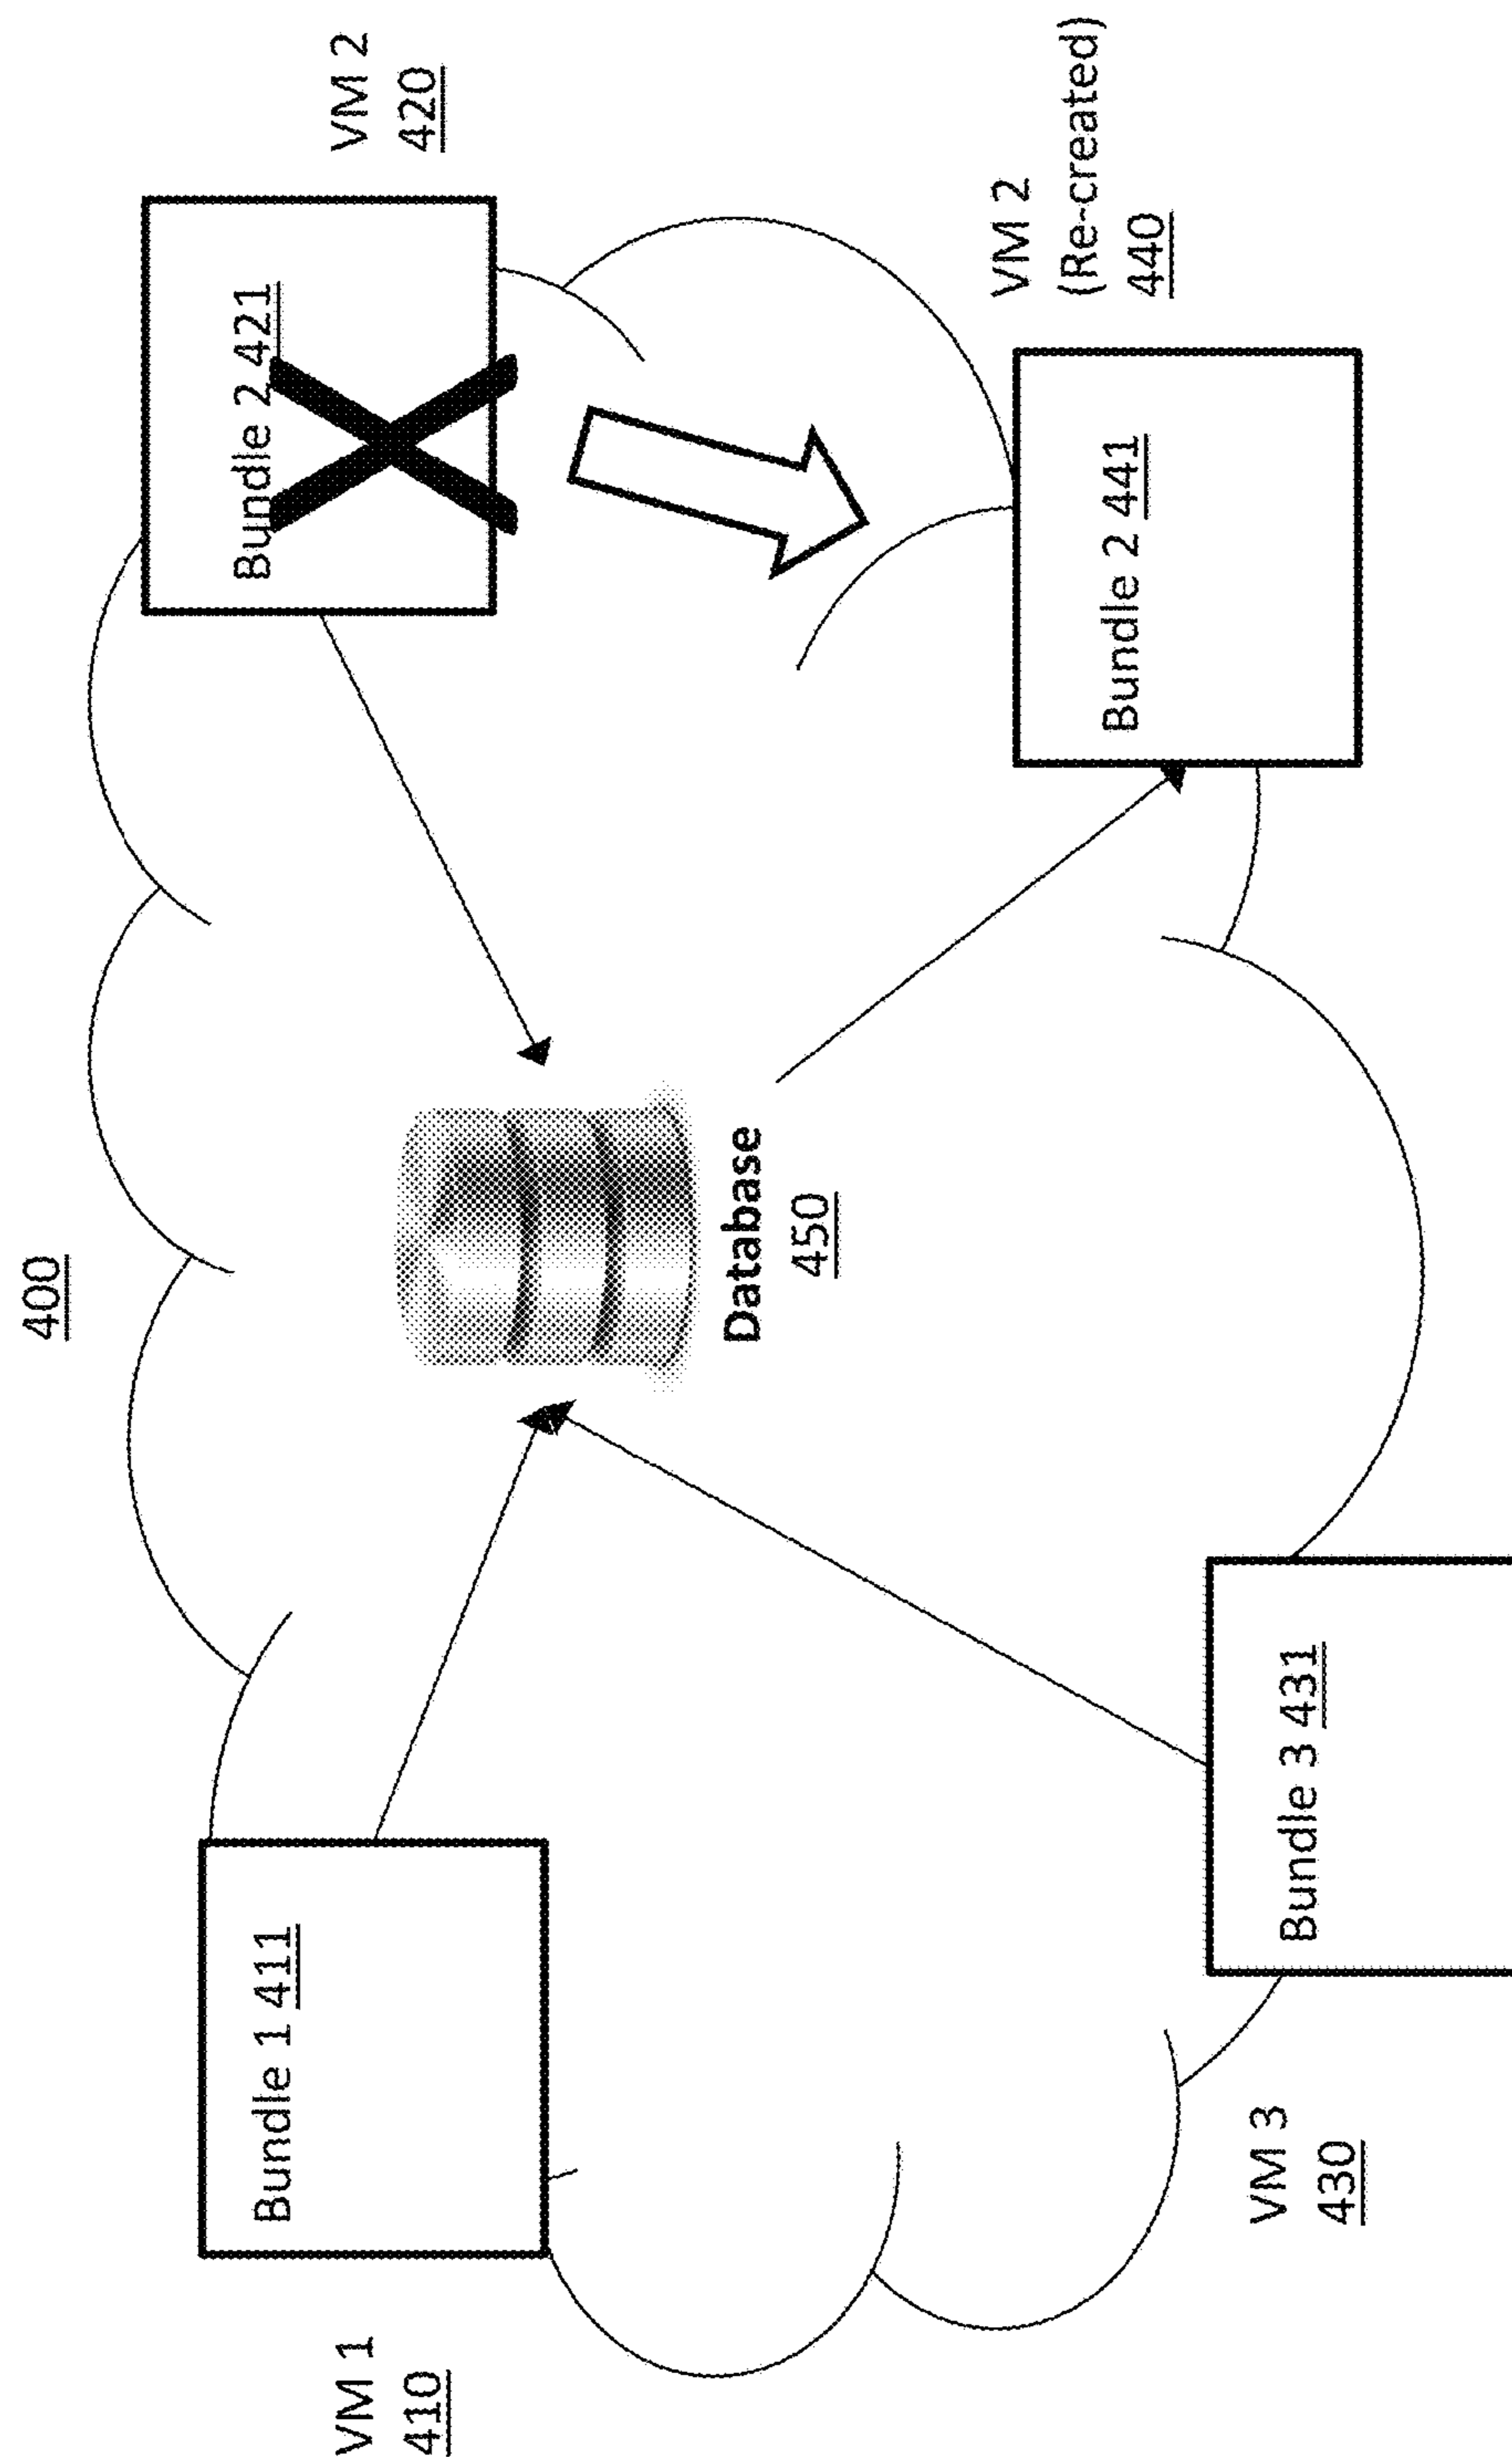 400
VM 1
410
Bundle 1 411
VM 2
420
Bundle 2 421
Database
450
VM 2
(Re-created)
440
Bundle 2 441
VM 3
430
Bundle 3 431